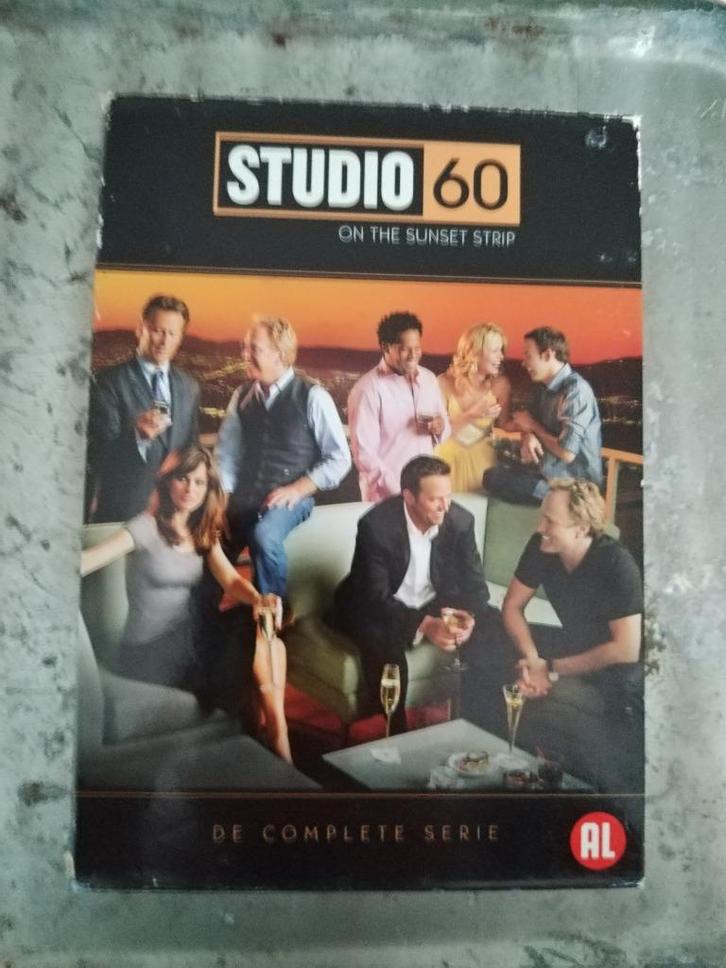 STUDIO 60
ON THE SUNSET STRIP
DE COMPLETE SERIE
AL